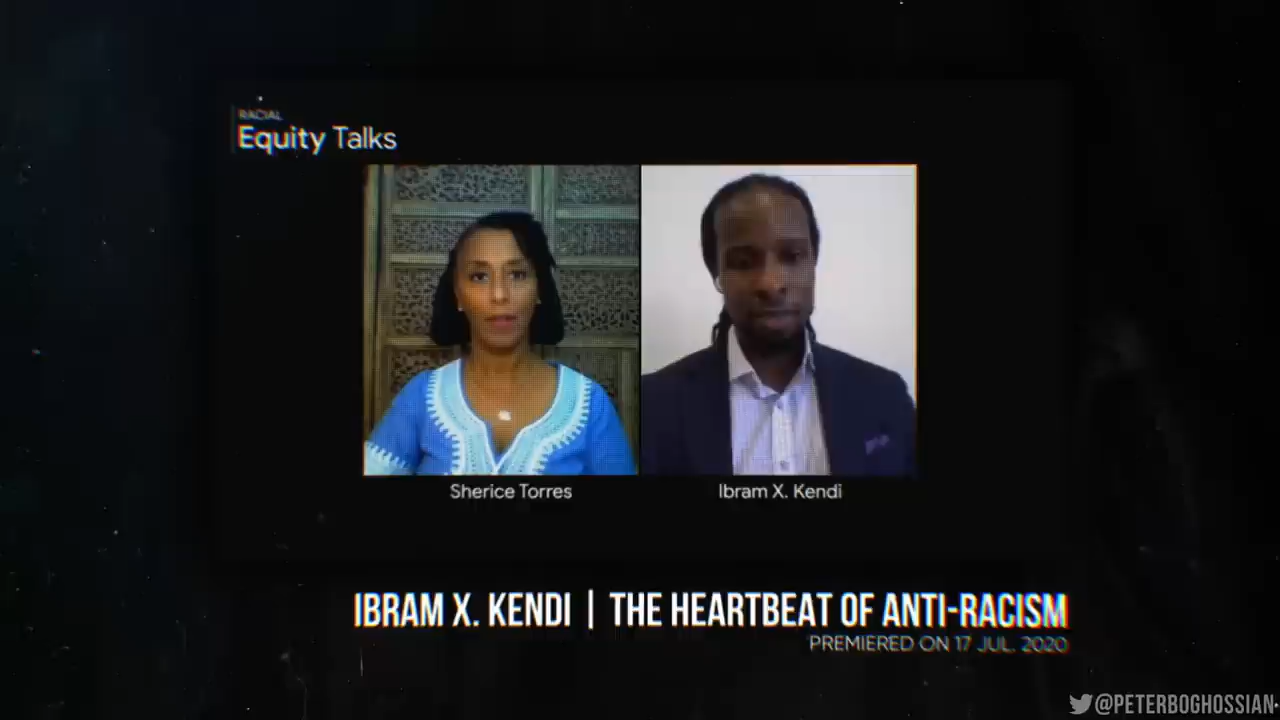 RACIAL
Equity Talks
Sherice Torres
Ibram X. Kendi
IBRAM X. KENDI | THE HEARTBEAT OF ANTI-RACISM
PREMIERED ON 17 JUL. 2020
@PETERBOGHOSSIAN